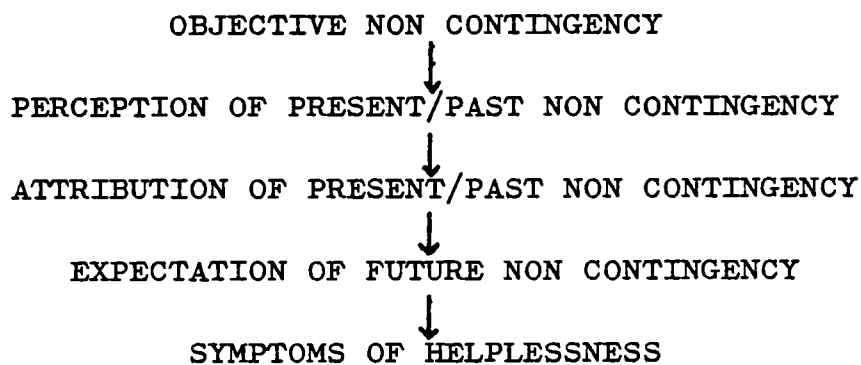 OBJECTIVE NON CONTINGENCY
PERCEPTION OF PRESENT/PAST NON CONTINGENCY
ATTRIBUTION OF PRESENT/PAST NON CONTINGENCY
EXPECTATION OF FUTURE NON CONTINGENCY
SYMPTOMS OF HELPLESSNESS